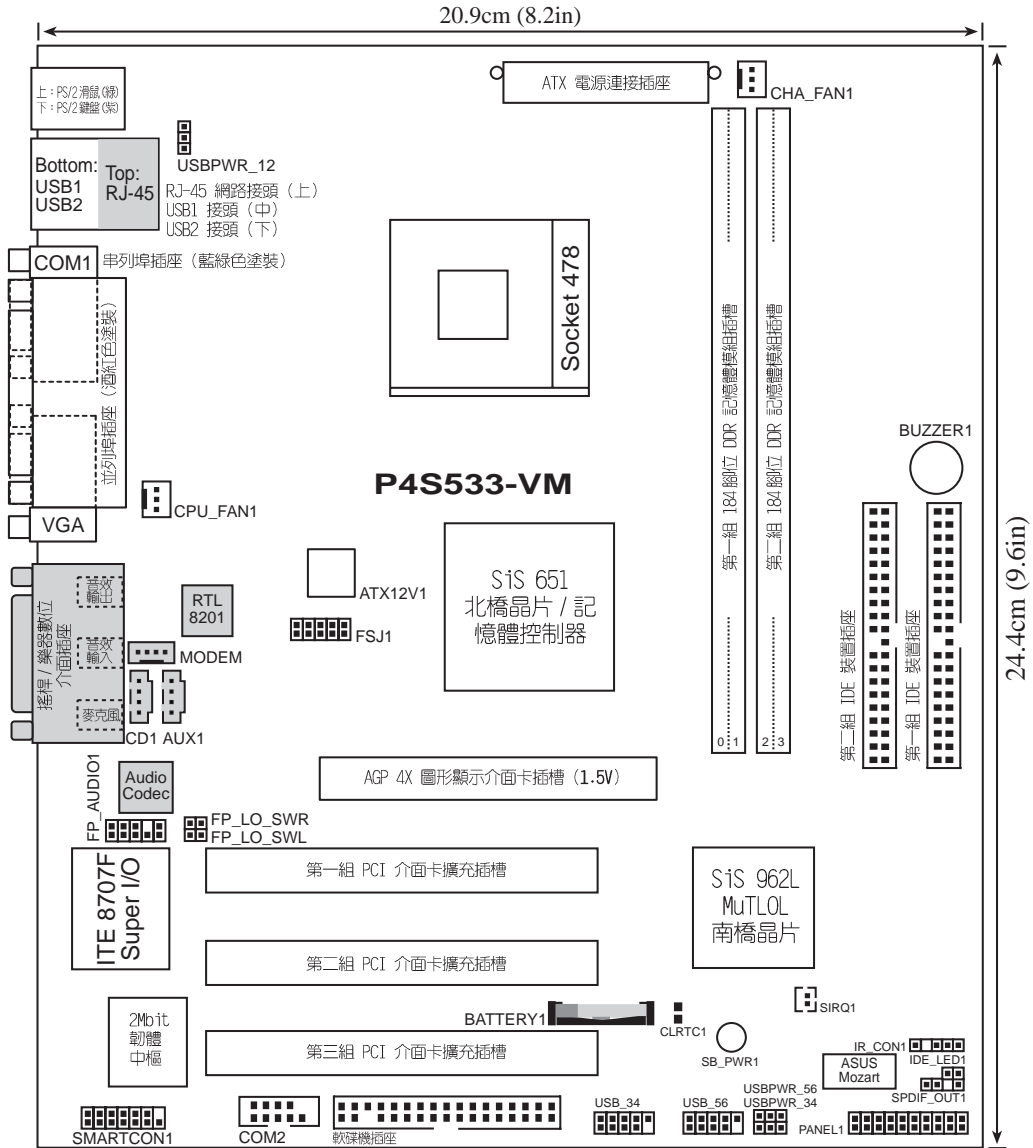 20.9cm (8.2in)
上：PS/2 滑鼠(綠)
下：PS/2 鍵盤(紫)
ATX 電源連接插座
CHA_FAN1
USBPWR_12
Bottom:
USB1
USB2
Top:
RJ-45
RJ-45 網路接頭（上）
USB1 接頭（中）
USB2 接頭（下）
COM1
串列埠插座（藍綠色塗裝）
Socket 478
並列埠插座（酒紅色塗裝）
第一組 184 腳位 DDR 記憶體模組插槽
第二組 184 腳位 DDR 記憶體模組插槽
BUZZER1
24.4cm (9.6in)
P4S533-VM
CPU_FAN1
VGA
ATX12V1
SiS 651
北橋晶片 / 記
憶體控制器
音效
輸出
音效
輸入
麥克風
搖桿 / 樂器數位
介面插座
RTL
8201
FSJ1
MODEM
第二組 IDE 裝置插座
第一組 IDE 裝置插座
CD1 AUX1
0 1
2 3
AGP 4X 圖形顯示介面卡插槽 (1.5V)
Audio
Codec
FP_AUDIO1
FP_LO_SWR
FP_LO_SWL
ITE 8707F
Super I/O
第一組 PCI 介面卡擴充插槽
SiS 962L
MuTLOL
南橋晶片
第二組 PCI 介面卡擴充插槽
SIRQ1
2Mbit
韌體
中樞
BATTERY1
CLRTC1
SB_PWR1
第三組 PCI 介面卡擴充插槽
IR_CON1
IDE_LED1
ASUS
Mozart
SPDIF_OUT1
USBPWR_56
USBPWR_34
USB_34
USB_56
PANEL1
SMARTCON1
COM2
軟碟機插座